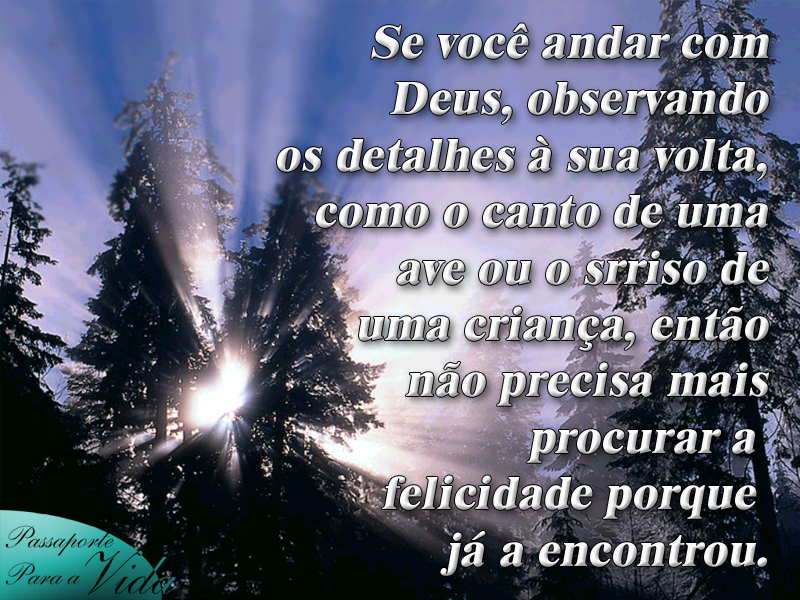 Se você andar com
Deus, observando
os detalhes à sua volta,
como o canto de uma
ave ou o srriso de
uma criança, então
não precisa mais
procurar a
felicidade porque
já a encontrou.
Passaporte
Para a Vida